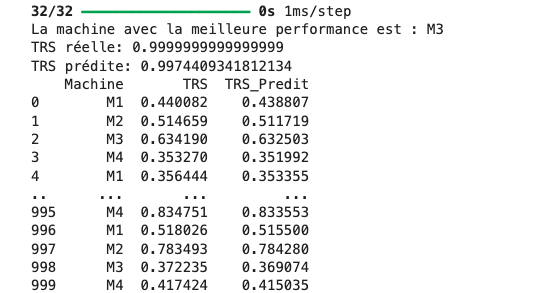 32/32 ━━━━━━━━━━━━━━━━━━━━ 0s 1ms/step
La machine avec la meilleure performance est : M3
TRS réelle: 0.9999999999999999
TRS prédite: 0.9974409341812134
Machine TRS TRS_Predit
0 M1 0.440082 0.438807
1 M2 0.514659 0.511719
2 M3 0.634190 0.632503
3 M4 0.353270 0.351992
4 M1 0.356444 0.353355
.. ... ... ...
995 M4 0.834751 0.833553
996 M1 0.518026 0.515500
997 M2 0.783493 0.784280
998 M3 0.372235 0.369074
999 M4 0.417424 0.415035